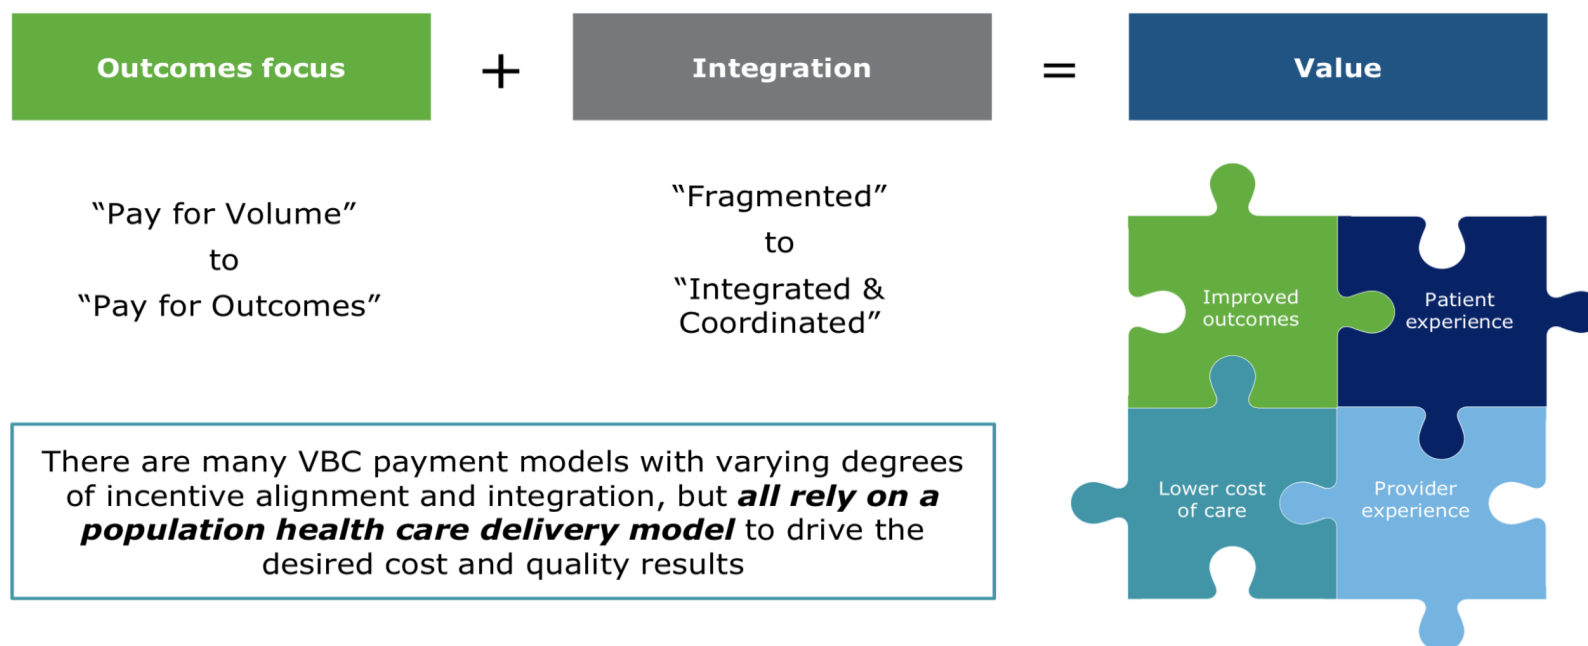 Outcomes focus
+
Integration
=
Value
“Pay for Volume”
to
“Pay for Outcomes”
“Fragmented”
to
“Integrated &
Coordinated”
Improved
outcomes
Patient
experience
Lower cost
of care
Provider
experience
There are many VBC payment models with varying degrees
of incentive alignment and integration, but all rely on a
population health care delivery model to drive the
desired cost and quality results